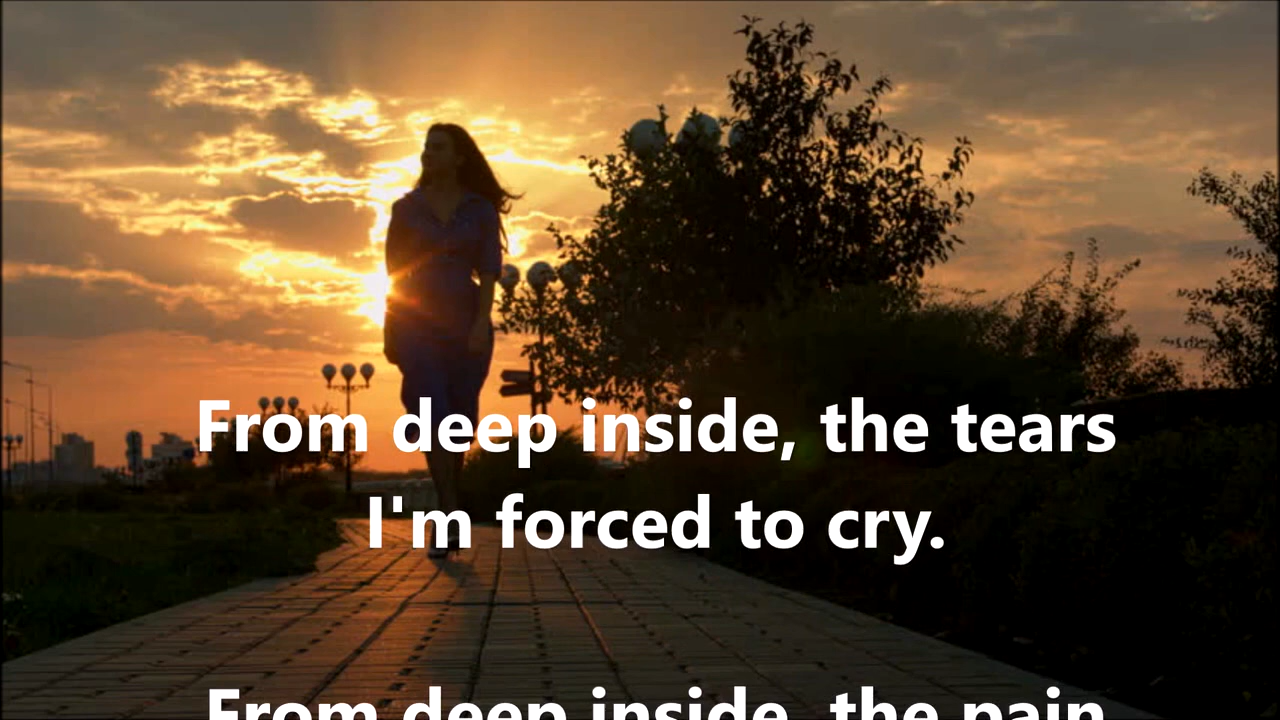 From deep inside, the tears
I'm forced to cry.
From deep inside, the pain